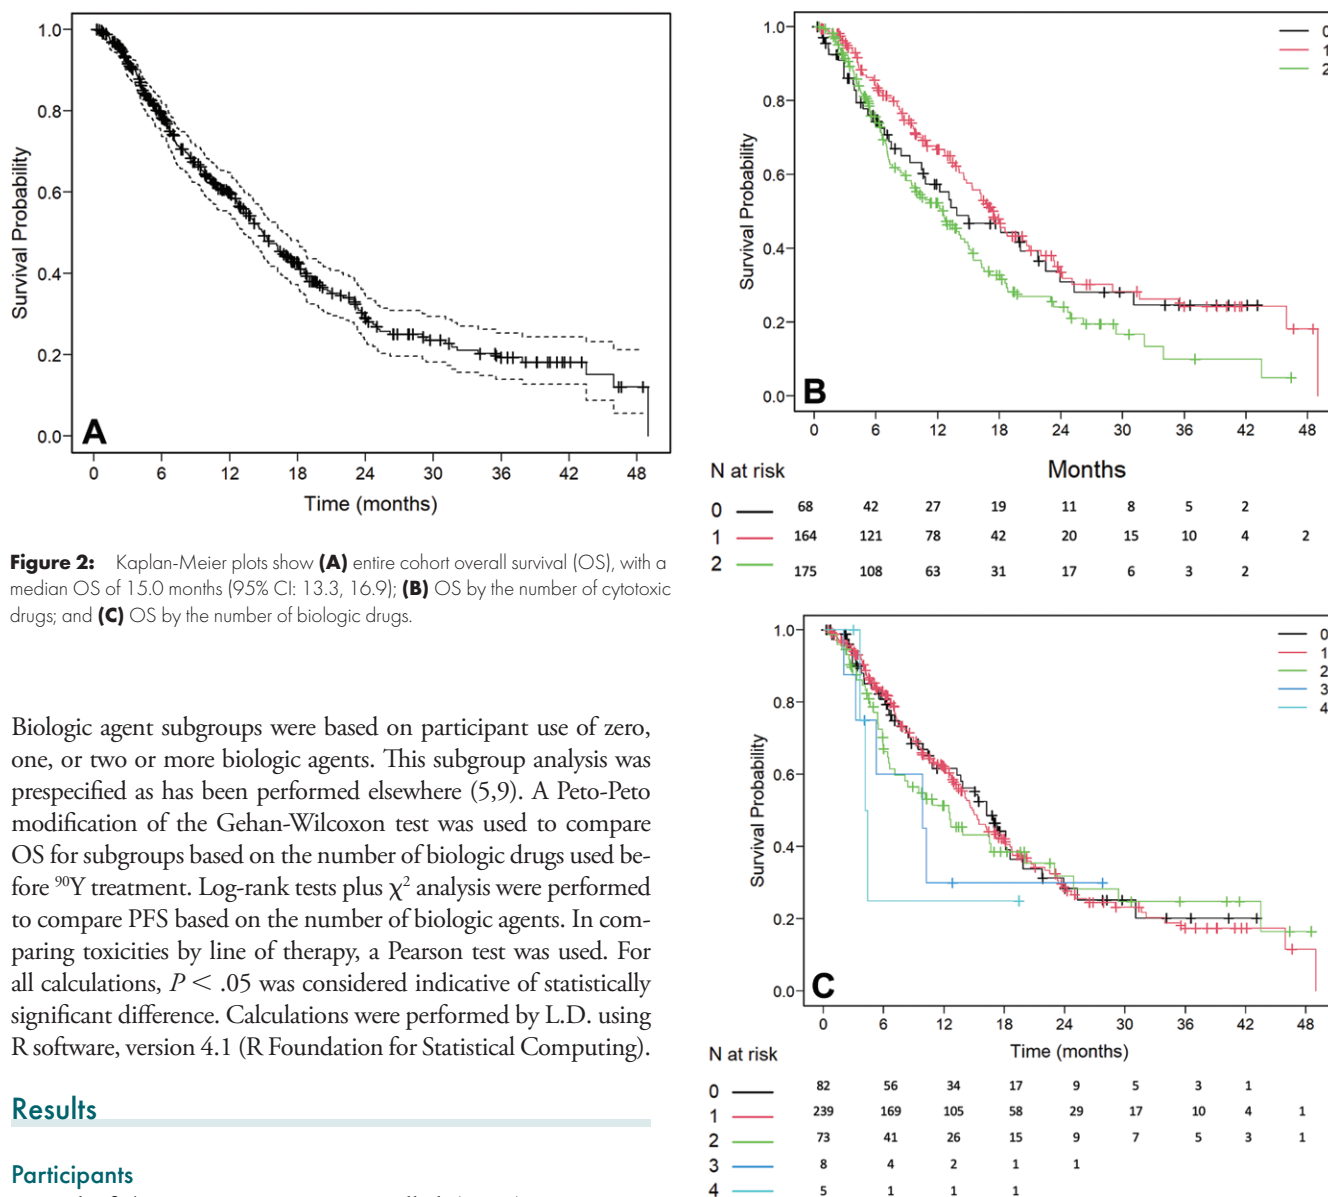 1.0
0.8
0.6
0.4
0.2
0.0
Survival Probability
A
0 6 12 18 24 30 36 42 48
Time (months)
Figure 2: Kaplan-Meier plots show (A) entire cohort overall survival (OS), with a
median OS of 15.0 months (95% CI: 13.3, 16.9); (B) OS by the number of cytotoxic
drugs; and (C) OS by the number of biologic drugs.
Biologic agent subgroups were based on participant use of zero,
one, or two or more biologic agents. This subgroup analysis was
prespecified as has been performed elsewhere (5,9). A Peto-Peto
modification of the Gehan-Wilcoxon test was used to compare
OS for subgroups based on the number of biologic drugs used be-
fore ⁹⁰Y treatment. Log-rank tests plus χ² analysis were performed
to compare PFS based on the number of biologic agents. In com-
paring toxicities by line of therapy, a Pearson test was used. For
all calculations, P < .05 was considered indicative of statistically
significant difference. Calculations were performed by L.D. using
R software, version 4.1 (R Foundation for Statistical Computing).
Results
Participants
1.0
0.8
0.6
0.4
0.2
0.0
Survival Probability
0
1
2
B
0 6 12 18 24 30 36 42 48
N at risk Months
0 68 42 27 19 11 8 5 2
1 164 121 78 42 20 15 10 4 2
2 175 108 63 31 17 6 3 2
1.0
0.8
0.6
0.4
0.2
0.0
Survival Probability
0
1
2
3
4
C
0 6 12 18 24 30 36 42 48
N at risk Time (months)
0 82 56 34 17 9 5 3 1
1 239 169 105 58 29 17 10 4 1
2 73 41 26 15 9 7 5 3 1
3 8 4 2 1 1
4 5 1 1 1